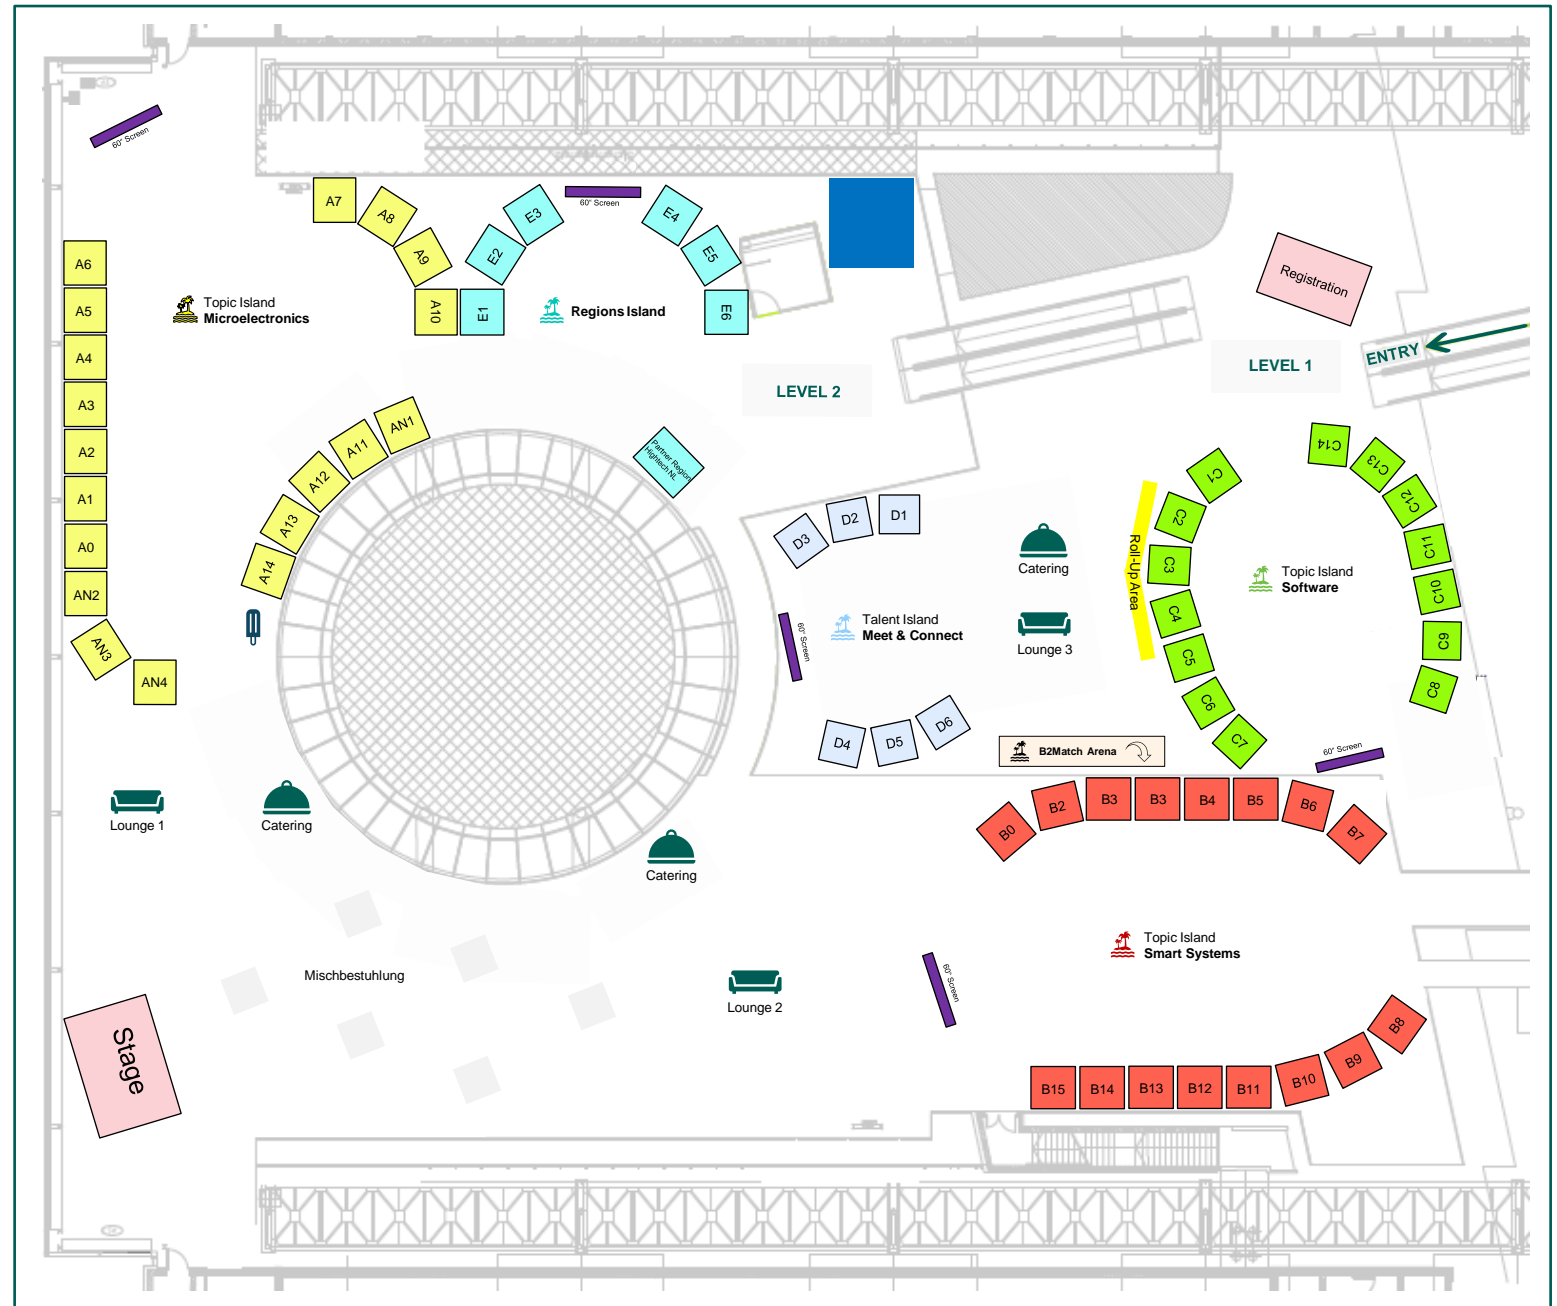 60" Screen
A7
A8
A9
A10
E1
E2
E3
60" Screen
E4
E5
E6
A6
A5
A4
A3
A2
A1
A0
AN2
AN3
AN4
Topic Island
Microelectronics
Regions Island
Registration
ENTRY
LEVEL 1
LEVEL 2
AN1
A11
A12
A13
A14
Partner Region
Hightech NL
D3
D2
D1
60" Screen
Talent Island
Meet & Connect
Catering
Lounge 3
D4
D5
D6
Roll-Up Area
C1
C2
C3
C4
C5
C6
C7
Topic Island
Software
C14
C13
C12
C11
C10
C9
C8
60" Screen
B2Match Arena
B0
B2
B3
B3
B4
B5
B6
B7
Lounge 1
Catering
Catering
Topic Island
Smart Systems
60" Screen
Mischbestuhlung
Lounge 2
Stage
B8
B9
B10
B11
B12
B13
B14
B15